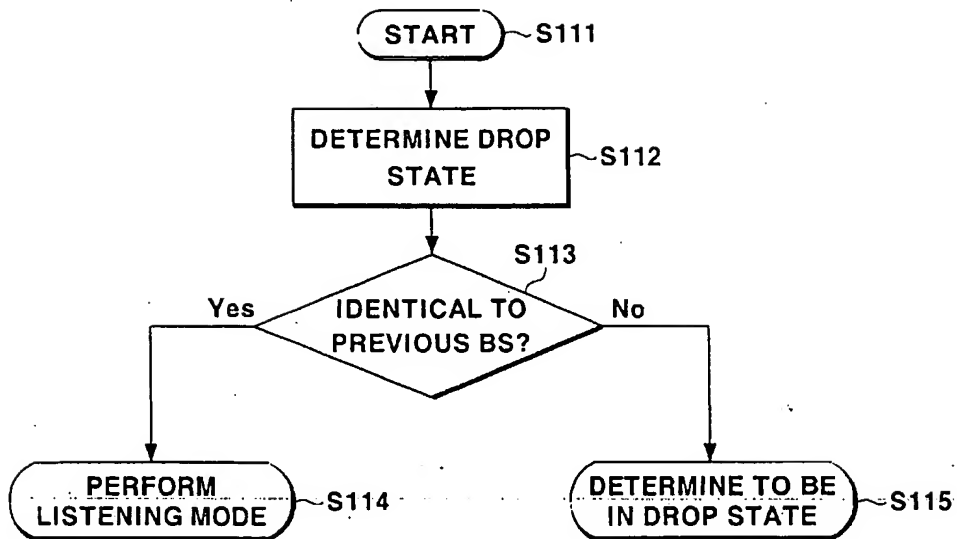 START
S111
DETERMINE DROP
STATE
S112
S113
Yes
IDENTICAL TO
PREVIOUS BS?
No
PERFORM
LISTENING MODE
S114
DETERMINE TO BE
IN DROP STATE
S115